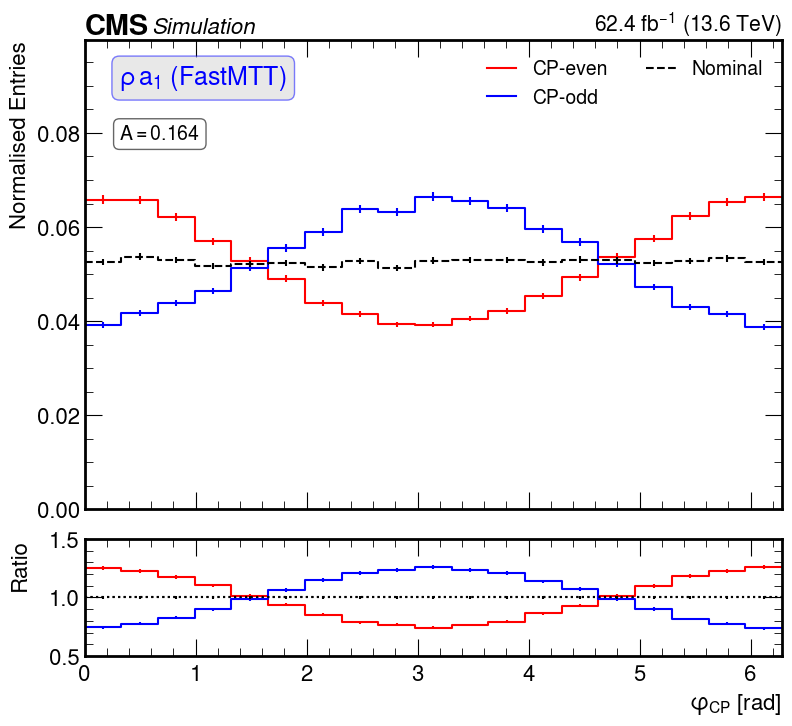 CMS Simulation 62.4 fb⁻¹ (13.6 TeV)
ρ a₁ (FastMTT)
A = 0.164
CP-even
CP-odd
Nominal
Normalised Entries
0.08
0.06
0.04
0.02
0.00
Ratio
1.5
1.0
0.5
0 1 2 3 4 5 6
φCP [rad]